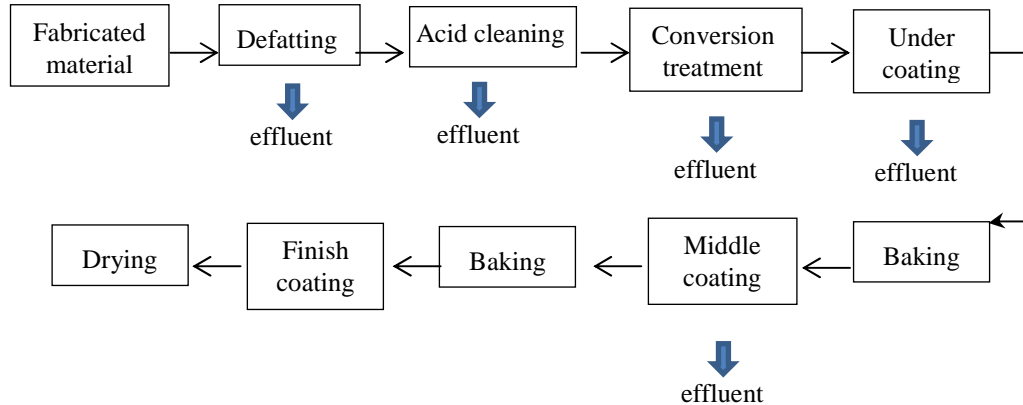 Fabricated
material
Defatting
Acid cleaning
Conversion
treatment
Under
coating
effluent
effluent
effluent
effluent
Drying
Finish
coating
Baking
Middle
coating
Baking
effluent